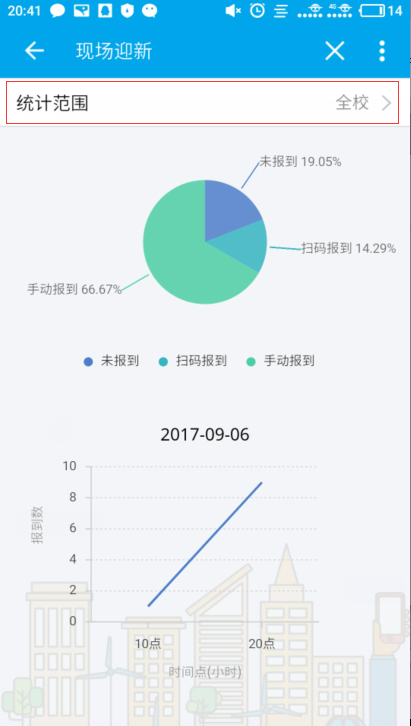 20:41 4G 14
现场迎新
统计范围 全校
未报到 19.05%
扫码报到 14.29%
手动报到 66.67%
未报到 扫码报到 手动报到
2017-09-06
10
8
6
4
2
0
报到数
10点 20点
时间点(小时)